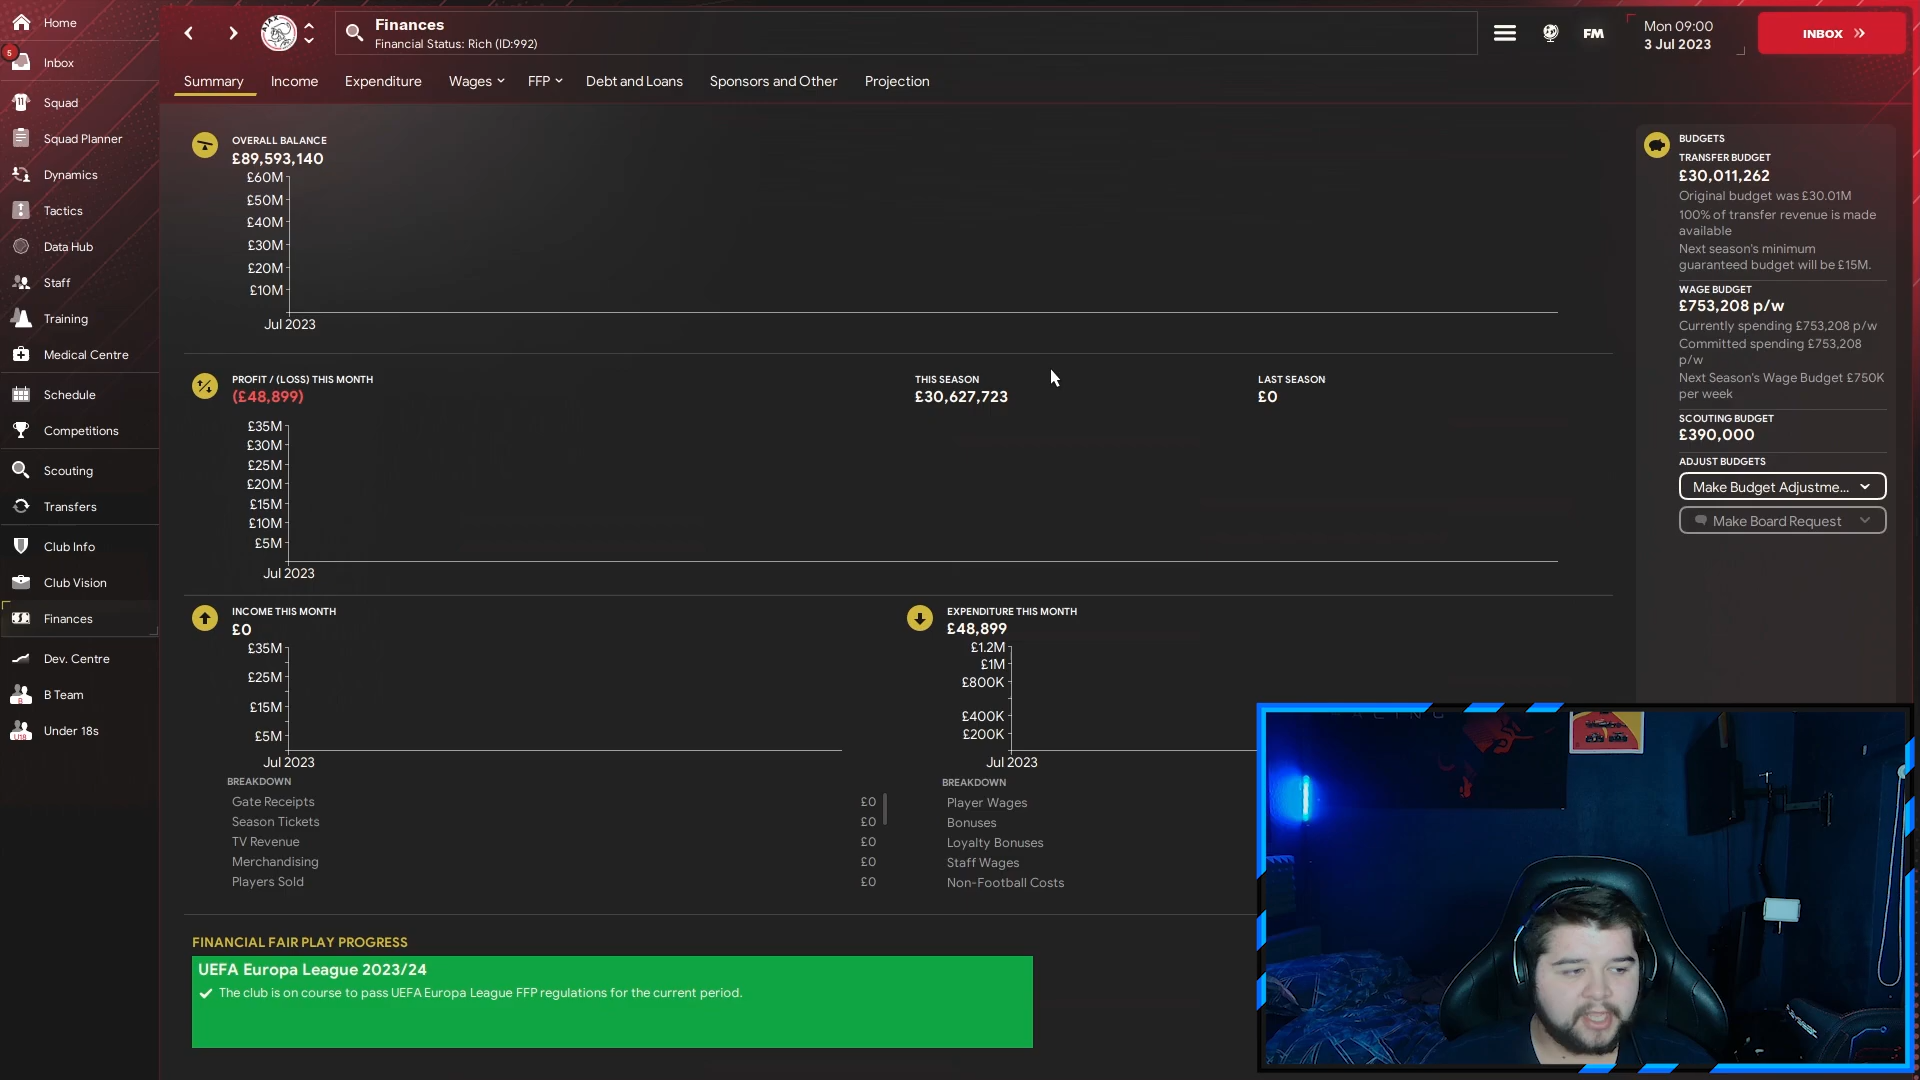 Home
5
Inbox
Squad
Squad Planner
Dynamics
Tactics
Data Hub
Staff
Training
Medical Centre
Schedule
Competitions
Scouting
Transfers
Club Info
Club Vision
Finances
Dev. Centre
B Team
Under 18s
AJAX
Finances
Financial Status: Rich (ID:992)
FM
Mon 09:00
3 Jul 2023
INBOX
Summary
Income
Expenditure
Wages
FFP
Debt and Loans
Sponsors and Other
Projection
OVERALL BALANCE
£89,593,140
£60M
£50M
£40M
£30M
£20M
£10M
Jul 2023
PROFIT / (LOSS) THIS MONTH
(£48,899)
THIS SEASON
£30,627,723
LAST SEASON
£0
£35M
£30M
£25M
£20M
£15M
£10M
£5M
Jul 2023
INCOME THIS MONTH
£0
£35M
£25M
£15M
£5M
Jul 2023
BREAKDOWN
Gate Receipts £0
Season Tickets £0
TV Revenue £0
Merchandising £0
Players Sold £0
EXPENDITURE THIS MONTH
£48,899
£1.2M
£1M
£800K
£400K
£200K
Jul 2023
BREAKDOWN
Player Wages
Bonuses
Loyalty Bonuses
Staff Wages
Non-Football Costs
FINANCIAL FAIR PLAY PROGRESS
UEFA Europa League 2023/24
The club is on course to pass UEFA Europa League FFP regulations for the current period.
BUDGETS
TRANSFER BUDGET
£30,011,262
Original budget was £30.01M
100% of transfer revenue is made
available
Next season's minimum
guaranteed budget will be £15M.
WAGE BUDGET
£753,208 p/w
Currently spending £753,208 p/w
Committed spending £753,208
p/w
Next Season's Wage Budget £750K
per week
SCOUTING BUDGET
£390,000
ADJUST BUDGETS
Make Budget Adjustme...
Make Board Request
RACING